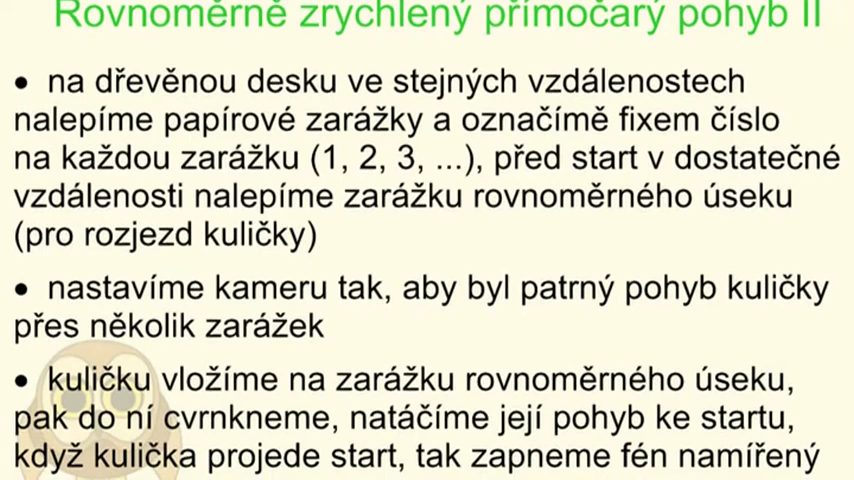 Rovnoměrně zrychlený přímočarý pohyb II
• na dřevěnou desku ve stejných vzdálenostech
nalepíme papírové zarážky a označímě fixem číslo
na každou zarážku (1, 2, 3, ...), před start v dostatečné
vzdálenosti nalepíme zarážku rovnoměrného úseku
(pro rozjezd kuličky)
• nastavíme kameru tak, aby byl patrný pohyb kuličky
přes několik zarážek
• kuličku vložíme na zarážku rovnoměrného úseku,
pak do ní cvrnkneme, natáčíme její pohyb ke startu,
když kulička projede start, tak zapneme fén namířený